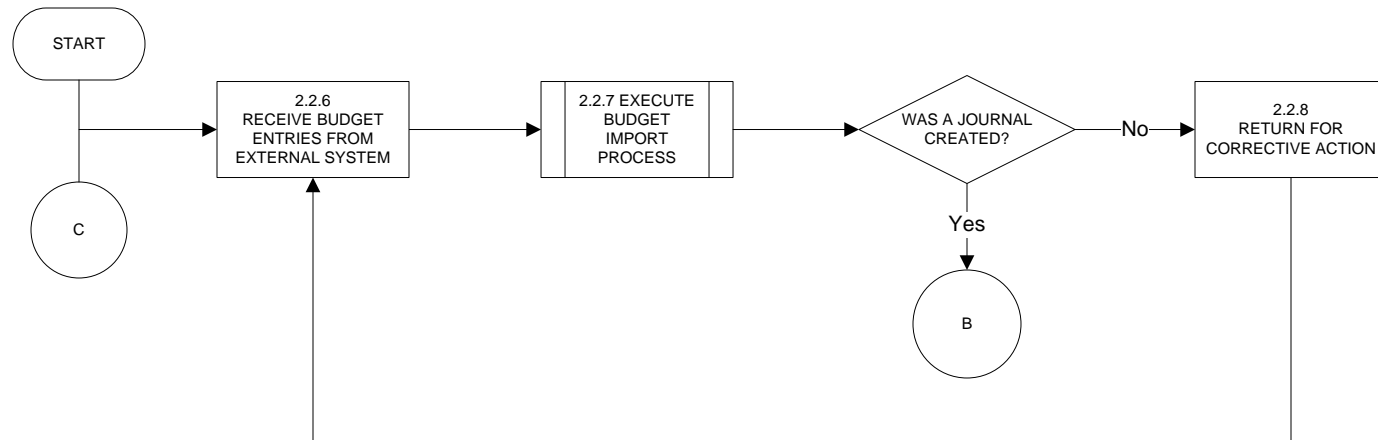 START
2.2.6
RECEIVE BUDGET
ENTRIES FROM
EXTERNAL SYSTEM
2.2.7 EXECUTE
BUDGET
IMPORT
PROCESS
WAS A JOURNAL
CREATED?
No
2.2.8
RETURN FOR
CORRECTIVE ACTION
C
Yes
B